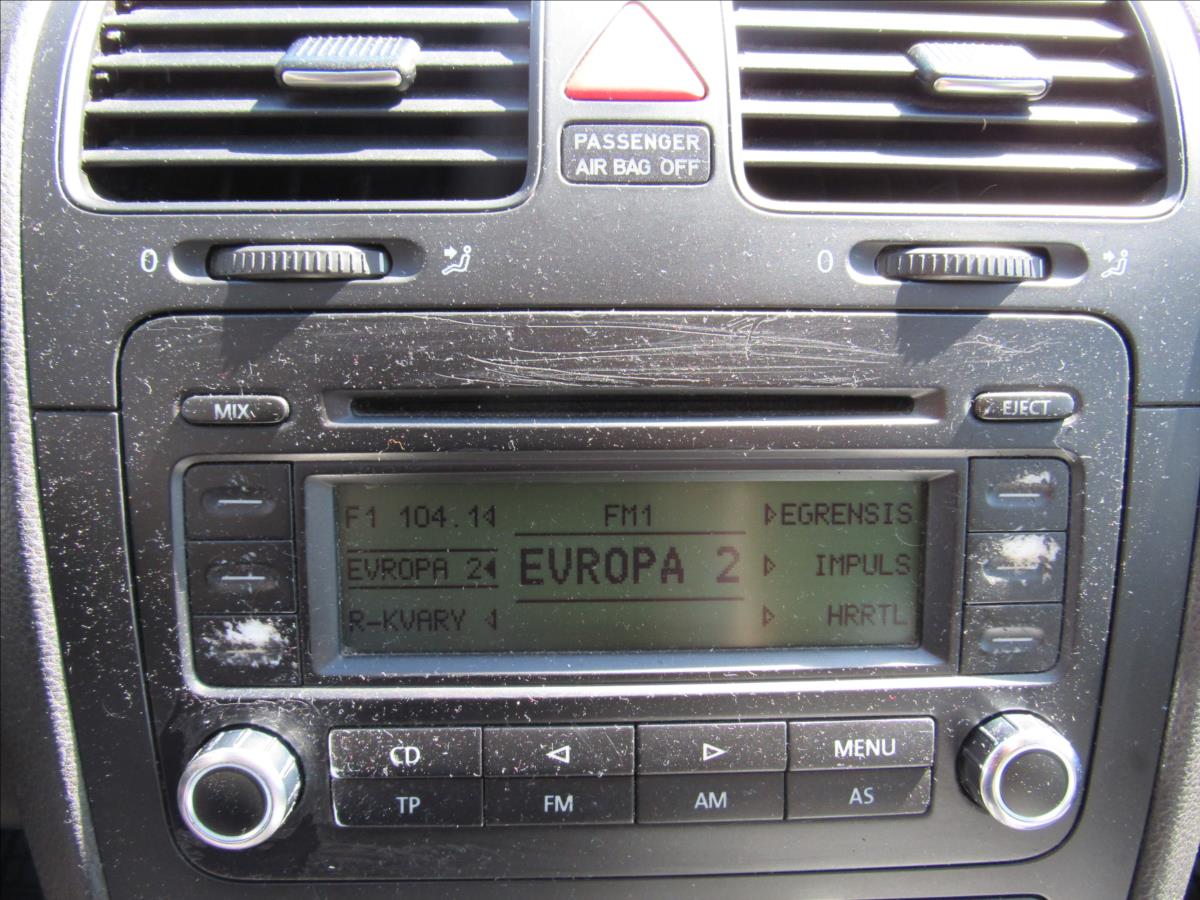 PASSENGER
AIR BAG OFF
0
0
MIX
EJECT
F1 104.1 FM1 EGRENSIS
EVROPA 2 EVROPA 2 IMPULS
R-KVARY HRRTL
CD MENU
TP FM AM AS